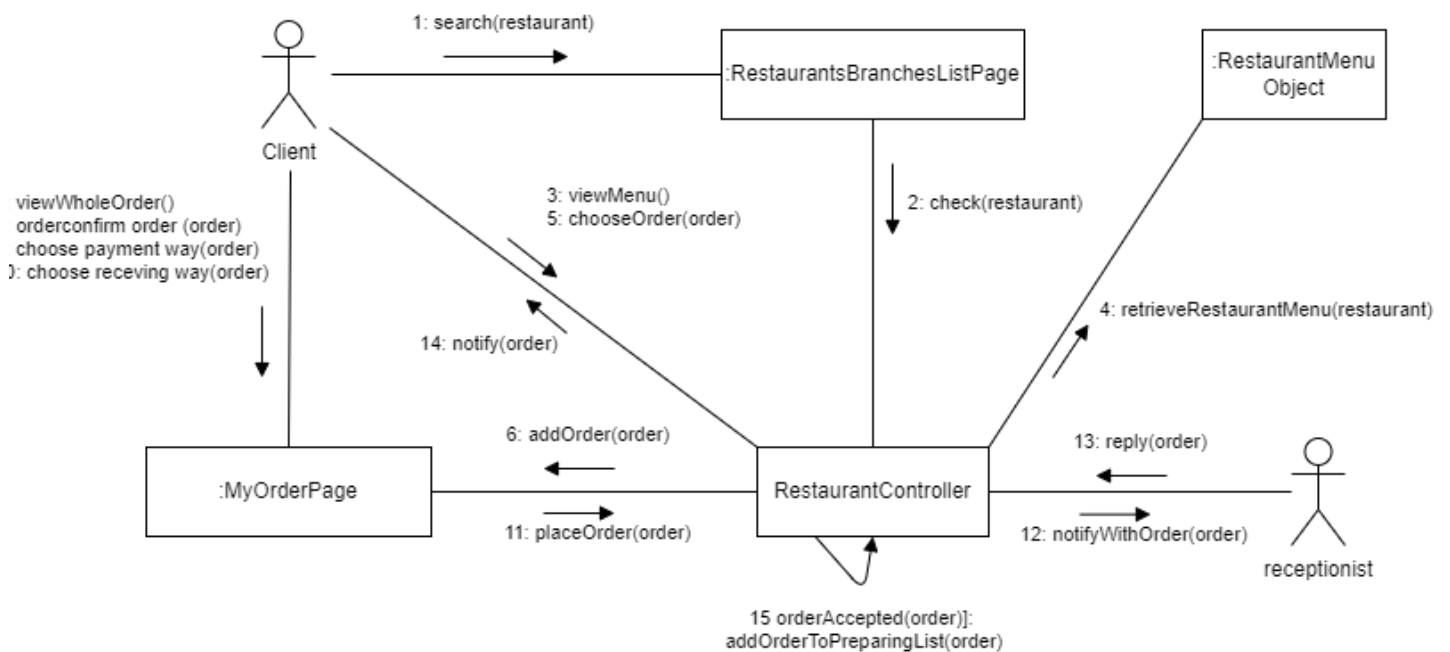 1: search(restaurant)
:RestaurantsBranchesListPage
:RestaurantMenu
Object
Client
viewWholeOrder()
orderconfirm order (order)
choose payment way(order)
0: choose receving way(order)
3: viewMenu()
5: chooseOrder(order)
2: check(restaurant)
14: notify(order)
4: retrieveRestaurantMenu(restaurant)
6: addOrder(order)
13: reply(order)
:MyOrderPage
RestaurantController
11: placeOrder(order)
12: notifyWithOrder(order)
receptionist
15 orderAccepted(order)]:
addOrderToPreparingList(order)